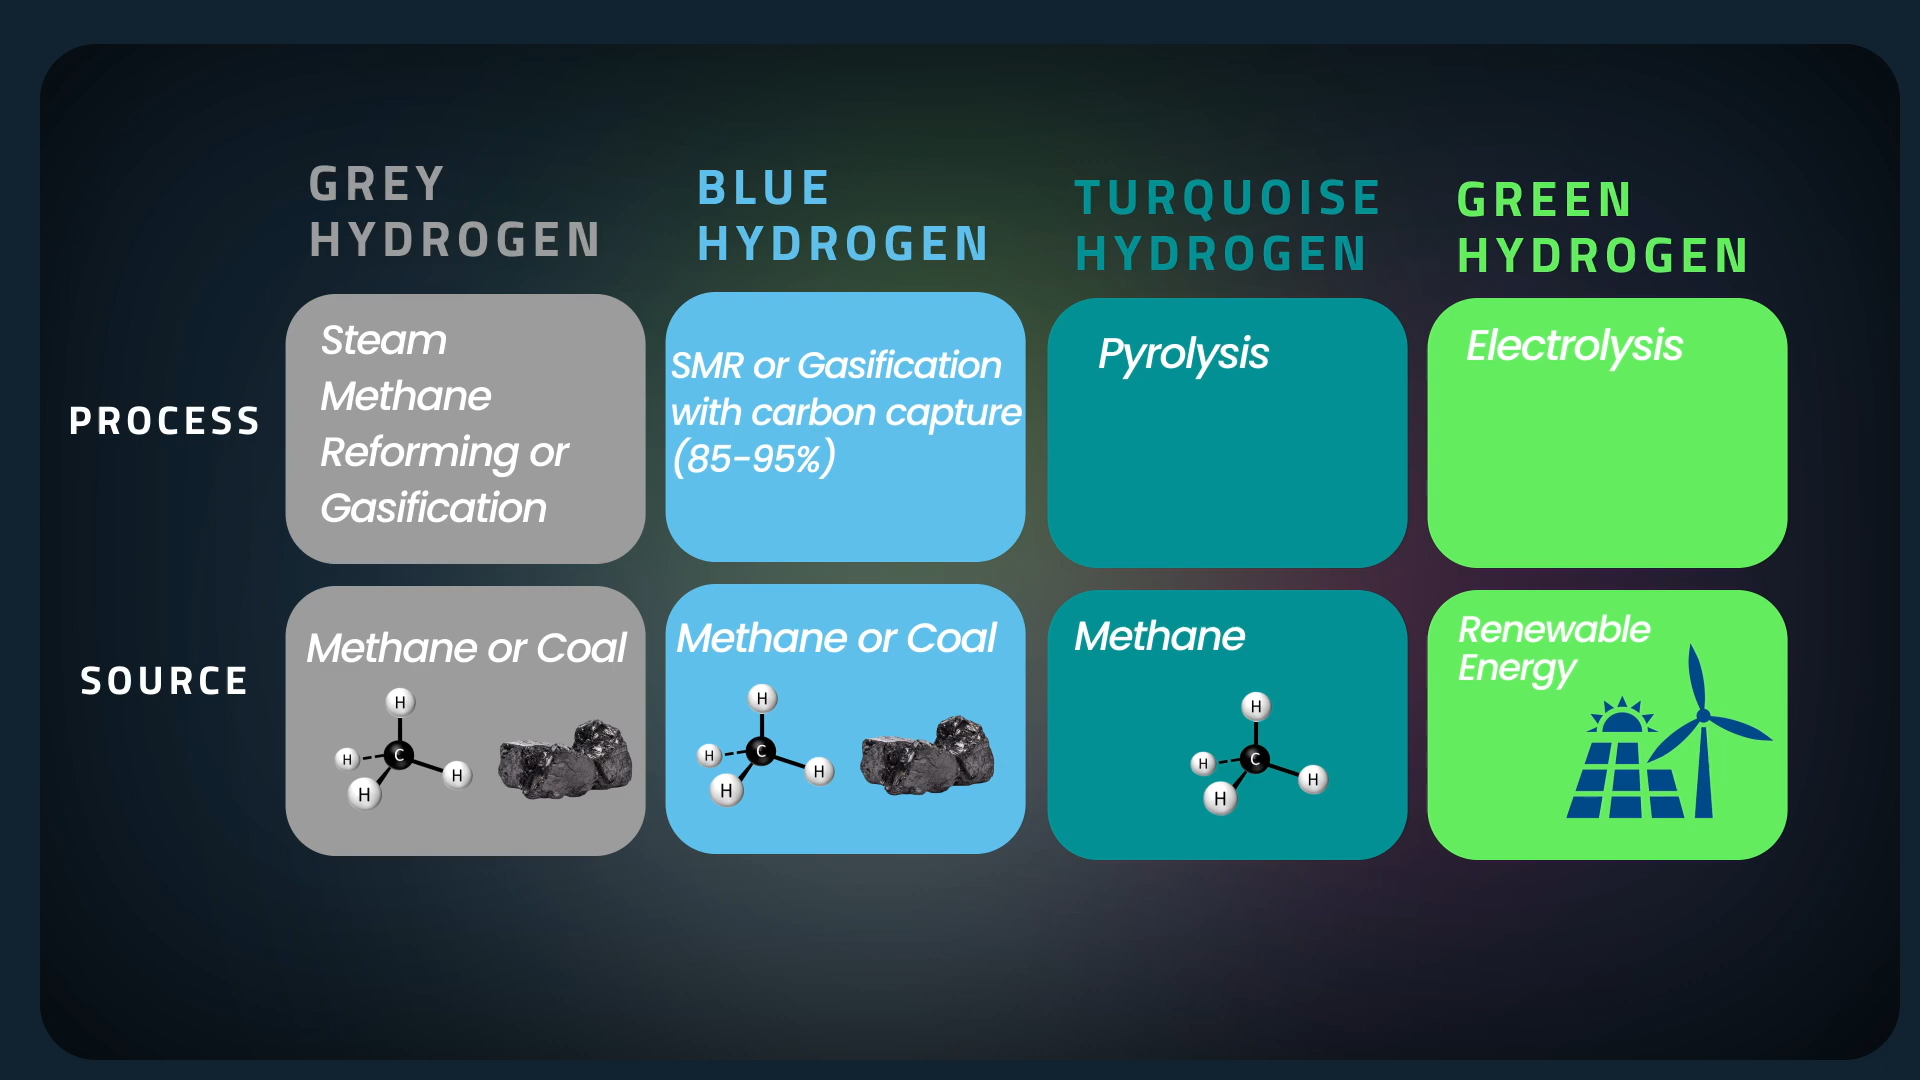 GREY
HYDROGEN
BLUE
HYDROGEN
TURQUOISE
HYDROGEN
GREEN
HYDROGEN
PROCESS
Steam
Methane
Reforming or
Gasification
SMR or Gasification
with carbon capture
(85-95%)
Pyrolysis
Electrolysis
SOURCE
Methane or Coal
H
H
C
H
H
Methane or Coal
H
H
C
H
H
Methane
H
H
C
H
H
Renewable
Energy